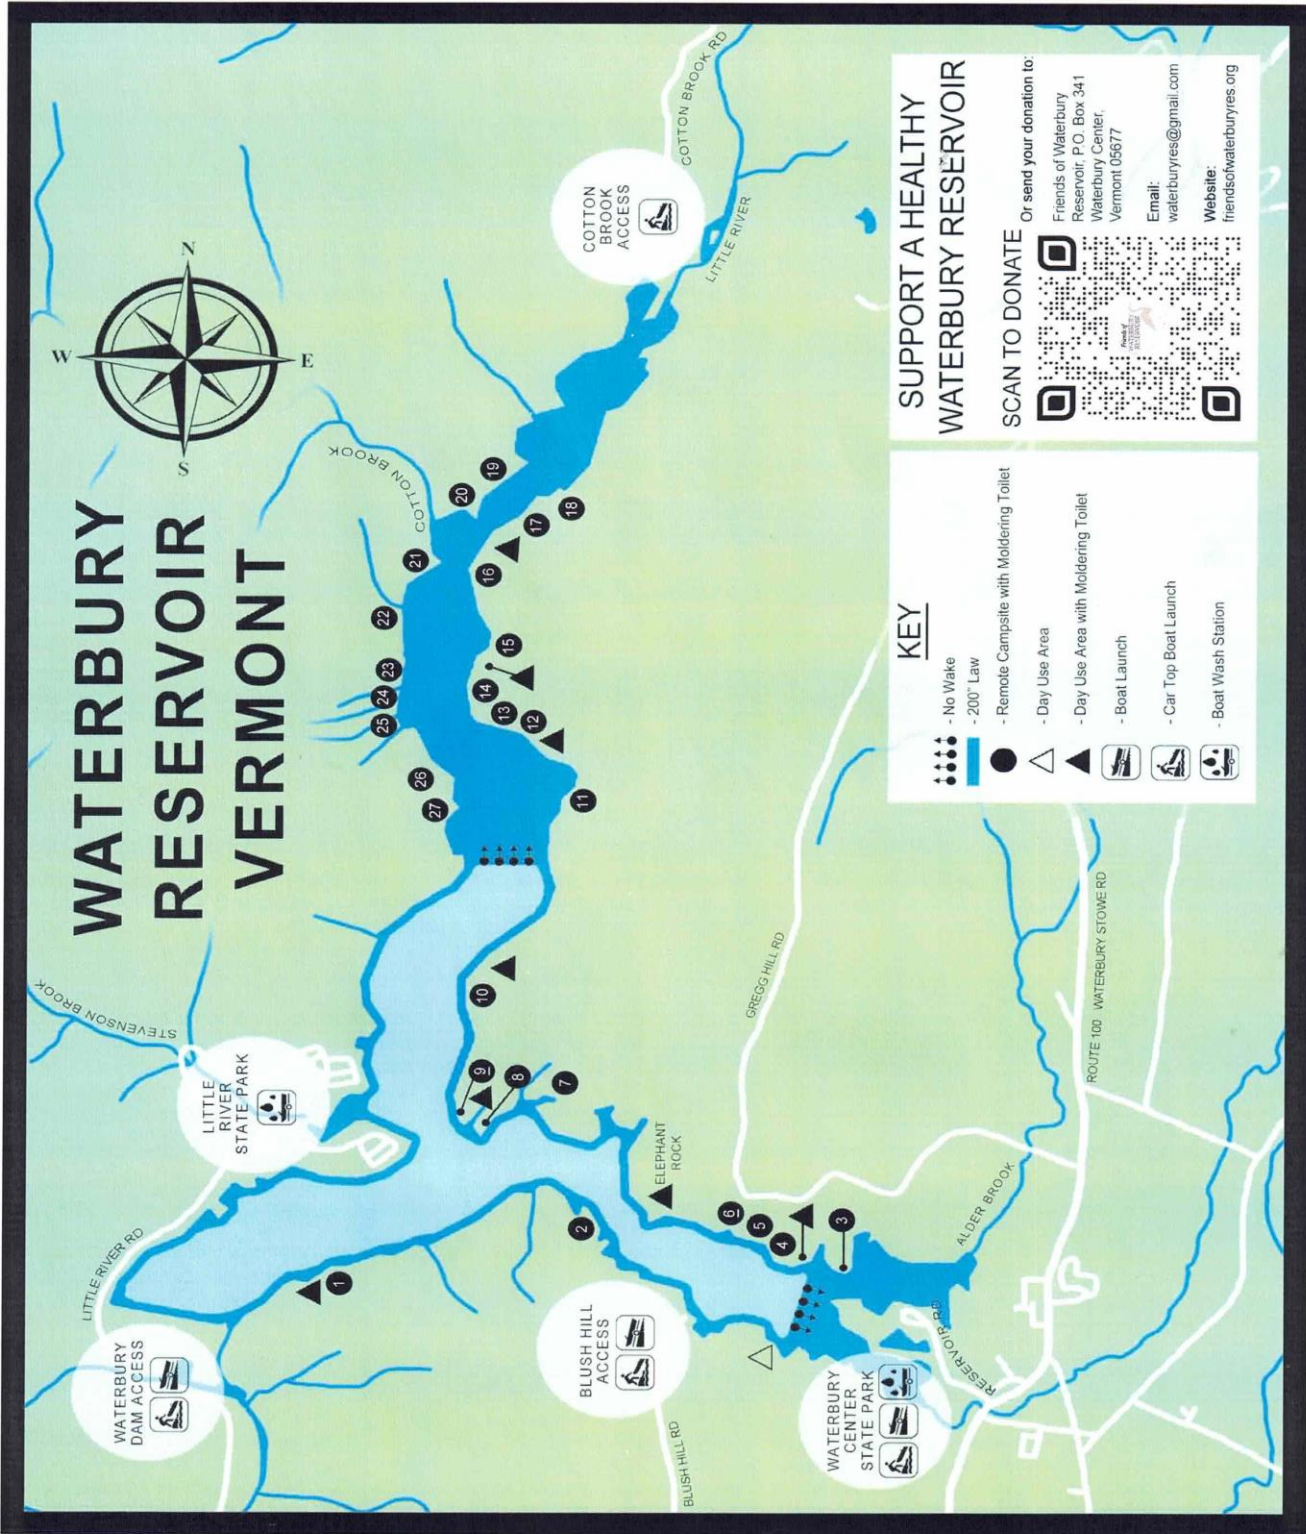 WATERBURY
RESERVOIR
VERMONT
N
W
E
S
STEVENSON BROOK
COTTON BROOK
COTTON BROOK RD
LITTLE RIVER
COTTON
BROOK
ACCESS
LITTLE
RIVER
STATE PARK
LITTLE RIVER RD
WATERBURY
DAM ACCESS
BLUSH HILL
ACCESS
BLUSH HILL RD
WATERBURY
CENTER
STATE PARK
RESERVOIR RD
ALDER BROOK
ELEPHANT
ROCK
GREGG HILL RD
ROUTE 100 WATERBURY STOWE RD
1
2
3
4
5
6
7
8
9
10
11
12
13
14
15
16
17
18
19
20
21
22
23
24
25
26
27
KEY
- No Wake
- 200" Law
- Remote Campsite with Moldering Toilet
- Day Use Area
- Day Use Area with Moldering Toilet
- Boat Launch
- Car Top Boat Launch
- Boat Wash Station
SUPPORT A HEALTHY
WATERBURY RESERVOIR
SCAN TO DONATE
Friends of
WATERBURY
RESERVOIR
Or send your donation to:
Friends of Waterbury
Reservoir, P.O. Box 341
Waterbury Center,
Vermont 05677
Email:
waterburyres@gmail.com
Website:
friendsofwaterburyres.org